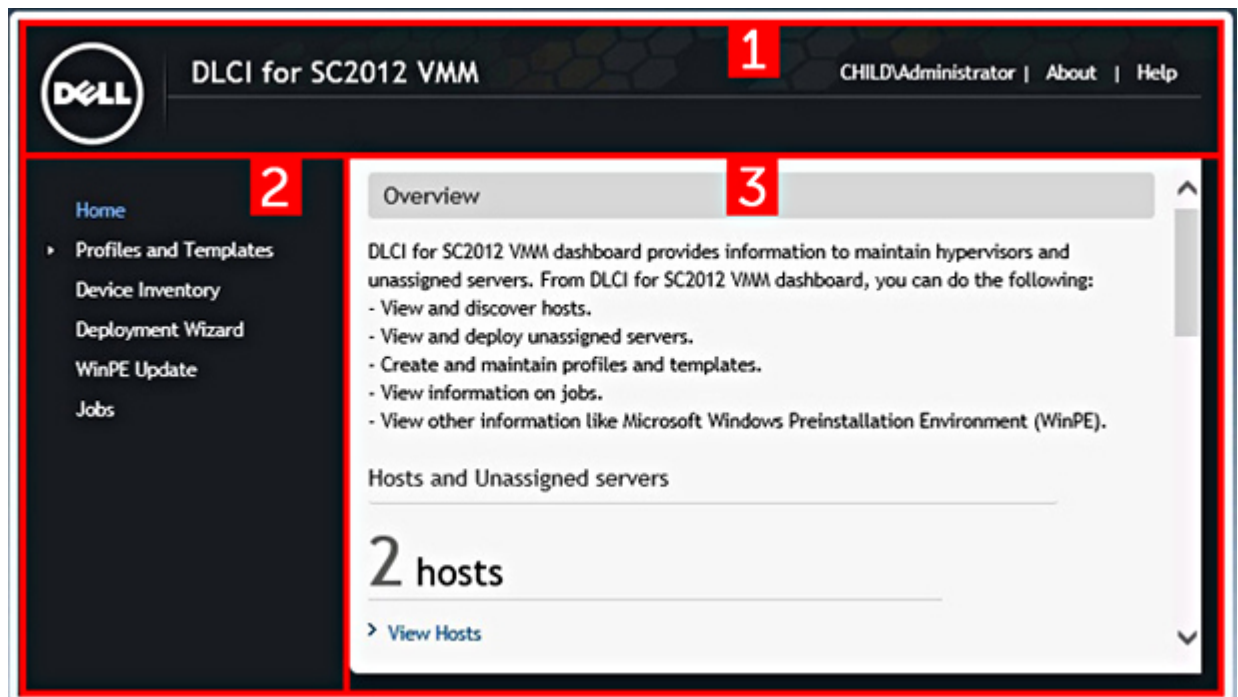 DELL
DLCI for SC2012 VMM
1
CHILD\Administrator | About | Help
2
Home
Profiles and Templates
Device Inventory
Deployment Wizard
WinPE Update
Jobs
3
Overview
DLCI for SC2012 VMM dashboard provides information to maintain hypervisors and
unassigned servers. From DLCI for SC2012 VMM dashboard, you can do the following:
- View and discover hosts.
- View and deploy unassigned servers.
- Create and maintain profiles and templates.
- View information on jobs.
- View other information like Microsoft Windows Preinstallation Environment (WinPE).
Hosts and Unassigned servers
2 hosts
View Hosts